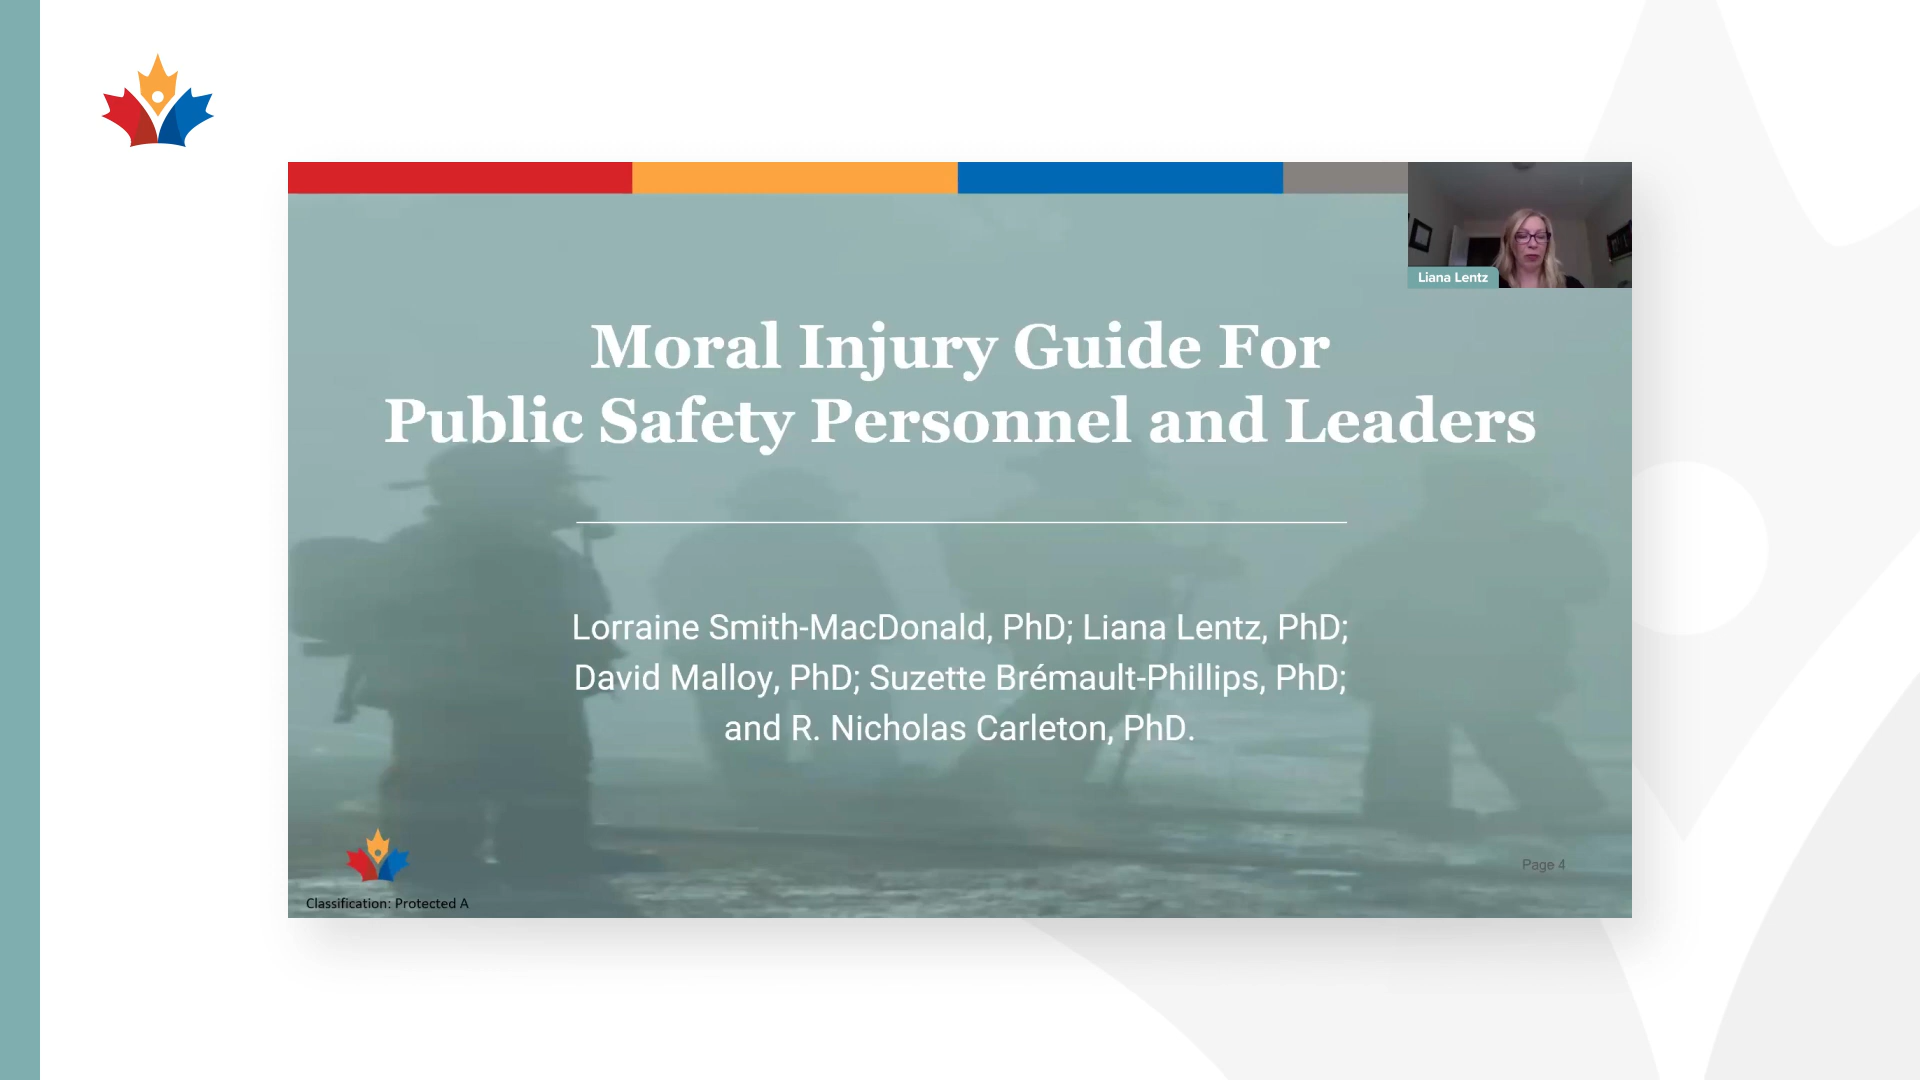 Liana Lentz
Moral Injury Guide For
Public Safety Personnel and Leaders
Lorraine Smith-MacDonald, PhD; Liana Lentz, PhD;
David Malloy, PhD; Suzette Brémault-Phillips, PhD;
and R. Nicholas Carleton, PhD.
Page 4
Classification: Protected A